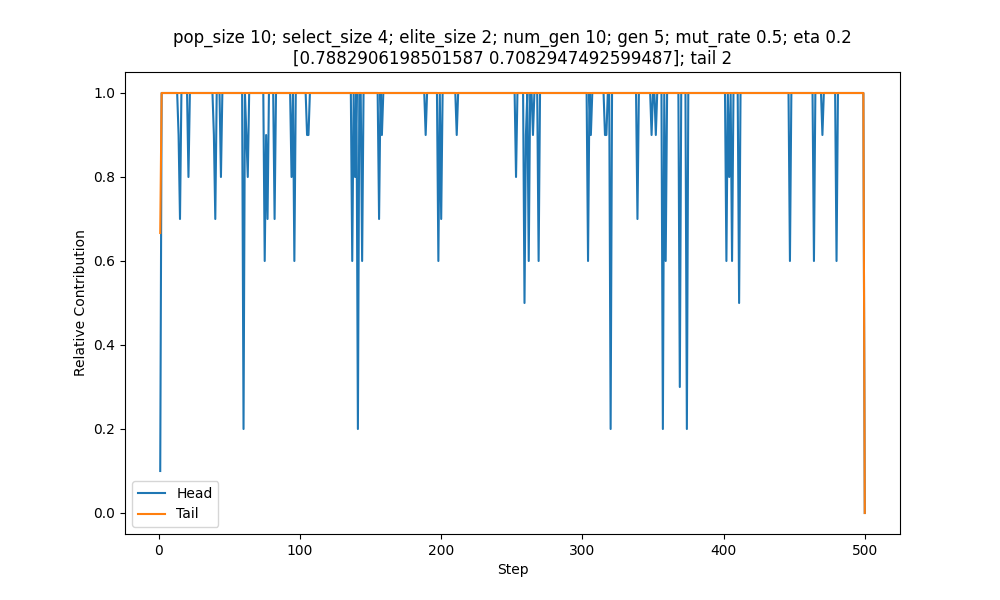 pop_size 10; select_size 4; elite_size 2; num_gen 10; gen 5; mut_rate 0.5; eta 0.2
[0.7882906198501587 0.7082947492599487]; tail 2
1.0
0.8
0.6
0.4
0.2
0.0
Relative Contribution
Head
Tail
0
100
200
300
400
500
Step